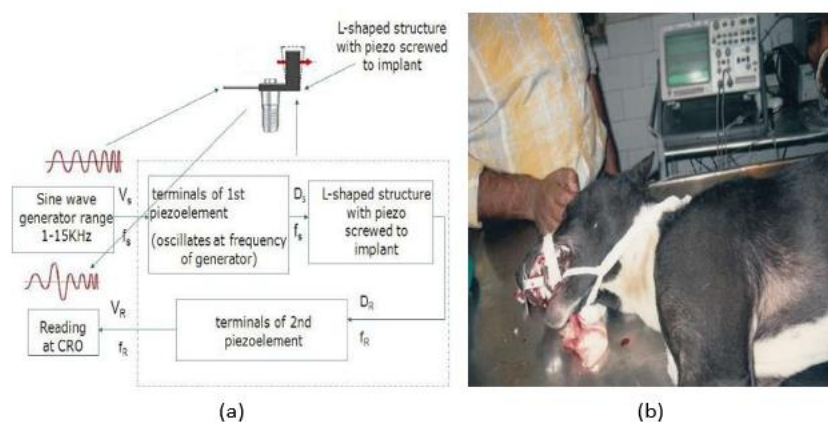 L-shaped structure
with piezo screwed
to implant
Sine wave
generator range
1-15KHz
Vs
fs
terminals of 1st
piezoelement
(oscillates at frequency
of generator)
Ds
fs
L-shaped structure
with piezo
screwed to
implant
Reading
at CRO
VR
fR
terminals of 2nd
piezoelement
DR
fR
(a)
(b)